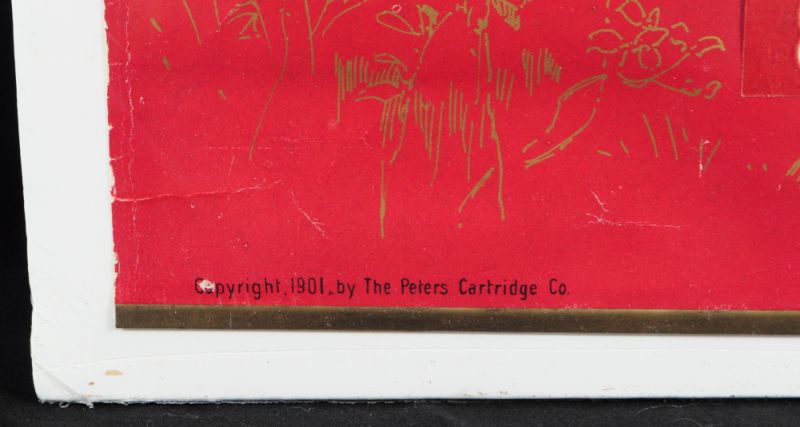 Copyright, 1901, by The Peters Cartridge Co.